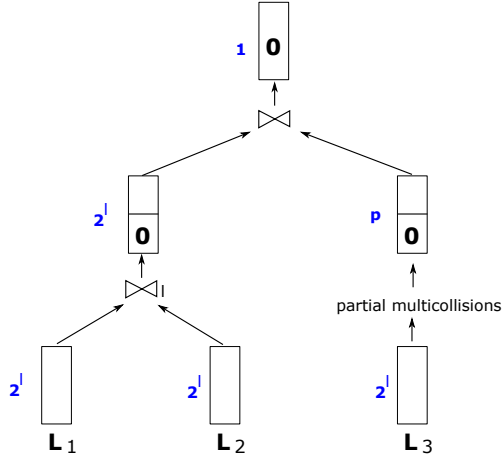 1 0
2^l 0 p 0
l
partial multicollisions
2^l 2^l 2^l
L1 L2 L3